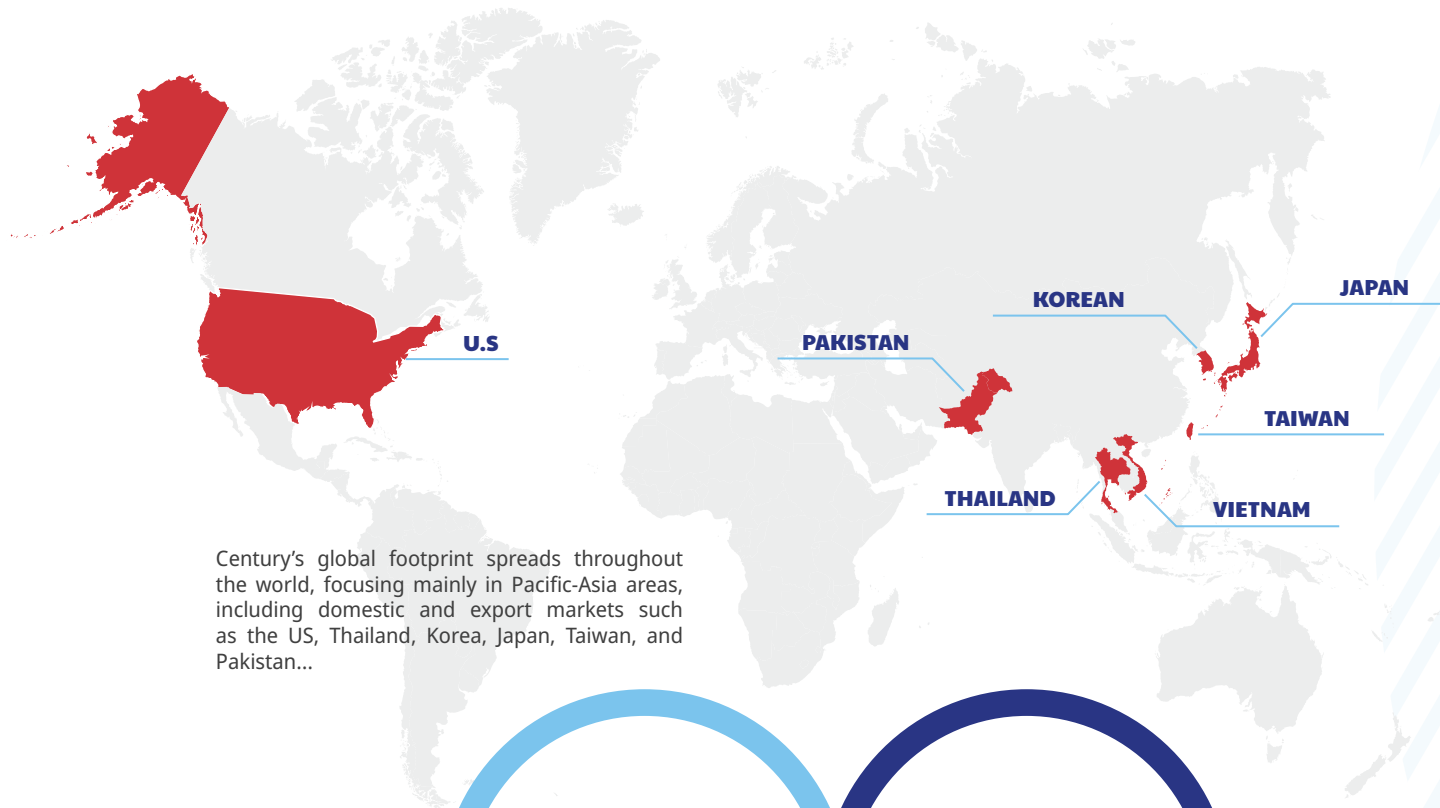 KOREAN
JAPAN
PAKISTAN
U.S
TAIWAN
THAILAND
VIETNAM
Century’s global footprint spreads throughout
the world, focusing mainly in Pacific-Asia areas,
including domestic and export markets such
as the US, Thailand, Korea, Japan, Taiwan, and
Pakistan...